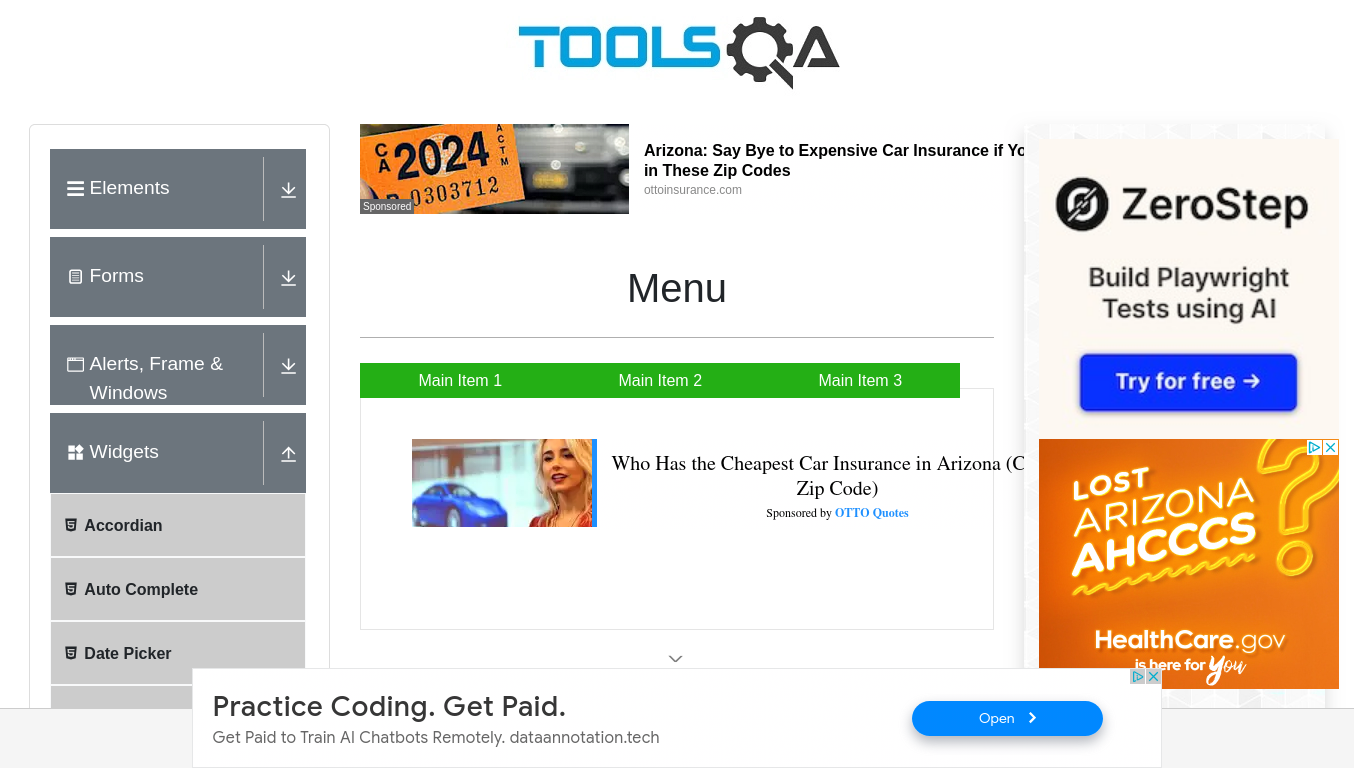 TOOLSQA
Elements
Forms
Alerts, Frame &
Windows
Widgets
Accordian
Auto Complete
Date Picker
CA 2024 ACTM
0303712
Sponsored
Arizona: Say Bye to Expensive Car Insurance if Yo
in These Zip Codes
ottoinsurance.com
Menu
Main Item 1
Main Item 2
Main Item 3
Who Has the Cheapest Car Insurance in Arizona (C
Zip Code)
Sponsored by OTTO Quotes
ZeroStep
Build Playwright
Tests using AI
Try for free →
LOST
ARIZONA
AHCCCS
?
HealthCare.gov
is here for you
Practice Coding. Get Paid.
Get Paid to Train AI Chatbots Remotely. dataannotation.tech
Open